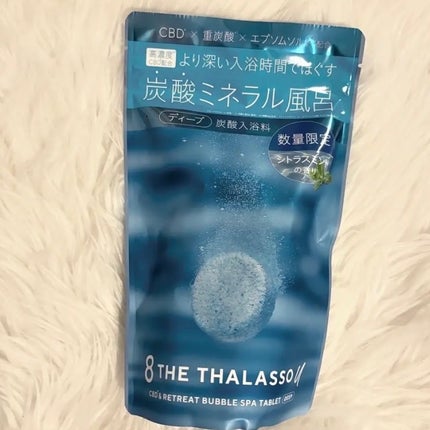 CBD × 重炭酸 × エプソムソルト配合
高濃度 CBD配合
より深い入浴時間でほぐす
炭酸ミネラル風呂
ディープ 炭酸入浴料
数量限定
シトラスミント
の香り
8 THE THALASSO u
CBD & RETREAT BUBBLE SPA TABLET DEEP